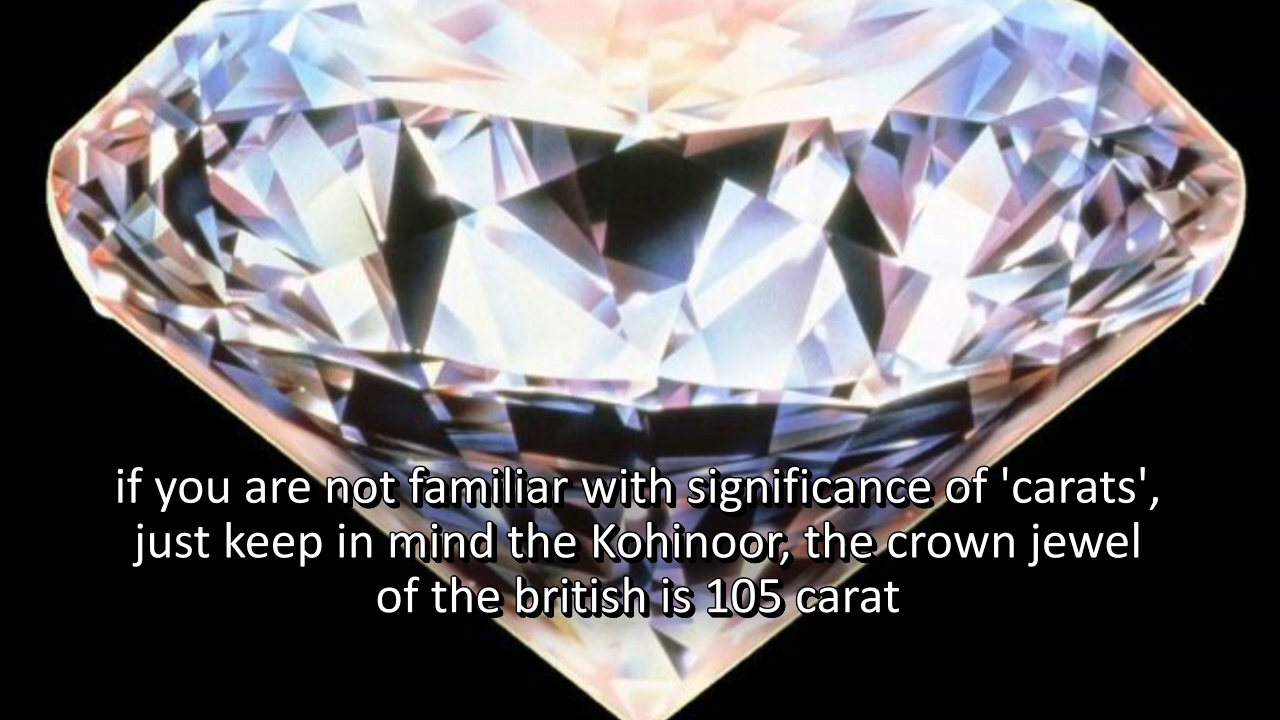 if you are not familiar with significance of 'carats',
just keep in mind the Kohinoor, the crown jewel
of the british is 105 carat